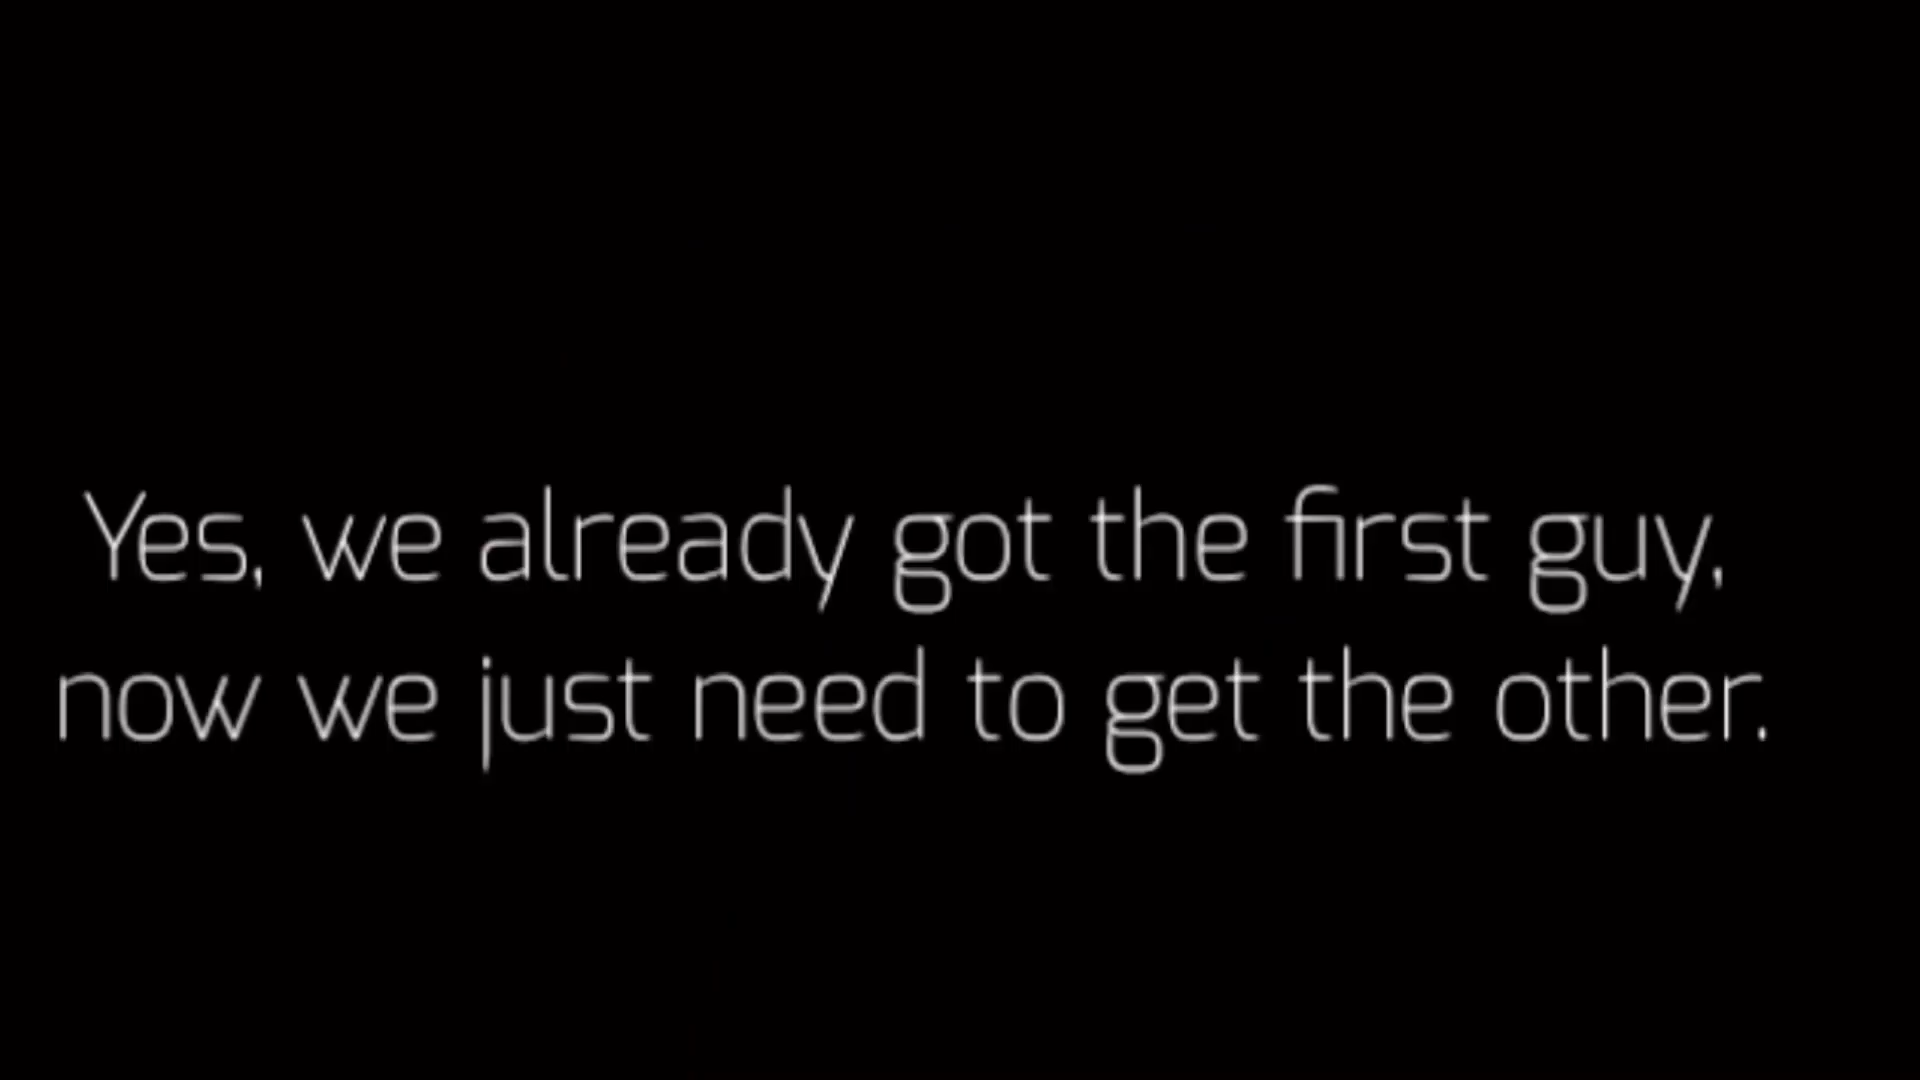 Yes, we already got the first guy,
now we just need to get the other.